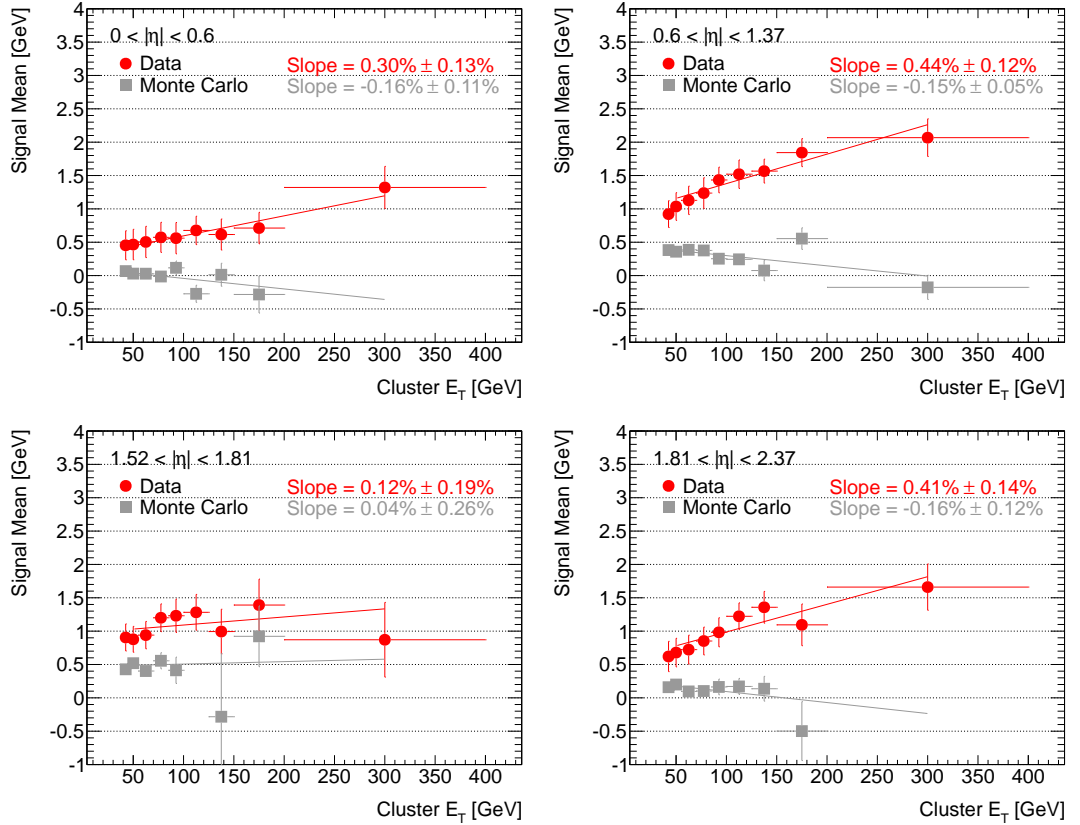 Signal Mean [GeV]
4
3.5
3
2.5
2
1.5
1
0.5
0
-0.5
-1
0 < |η| < 0.6
Data
Monte Carlo
Slope = 0.30% ± 0.13%
Slope = -0.16% ± 0.11%
50 100 150 200 250 300 350 400
Cluster E_T [GeV]
Signal Mean [GeV]
4
3.5
3
2.5
2
1.5
1
0.5
0
-0.5
-1
0.6 < |η| < 1.37
Data
Monte Carlo
Slope = 0.44% ± 0.12%
Slope = -0.15% ± 0.05%
50 100 150 200 250 300 350 400
Cluster E_T [GeV]
Signal Mean [GeV]
4
3.5
3
2.5
2
1.5
1
0.5
0
-0.5
-1
1.52 < |η| < 1.81
Data
Monte Carlo
Slope = 0.12% ± 0.19%
Slope = 0.04% ± 0.26%
50 100 150 200 250 300 350 400
Cluster E_T [GeV]
Signal Mean [GeV]
4
3.5
3
2.5
2
1.5
1
0.5
0
-0.5
-1
1.81 < |η| < 2.37
Data
Monte Carlo
Slope = 0.41% ± 0.14%
Slope = -0.16% ± 0.12%
50 100 150 200 250 300 350 400
Cluster E_T [GeV]